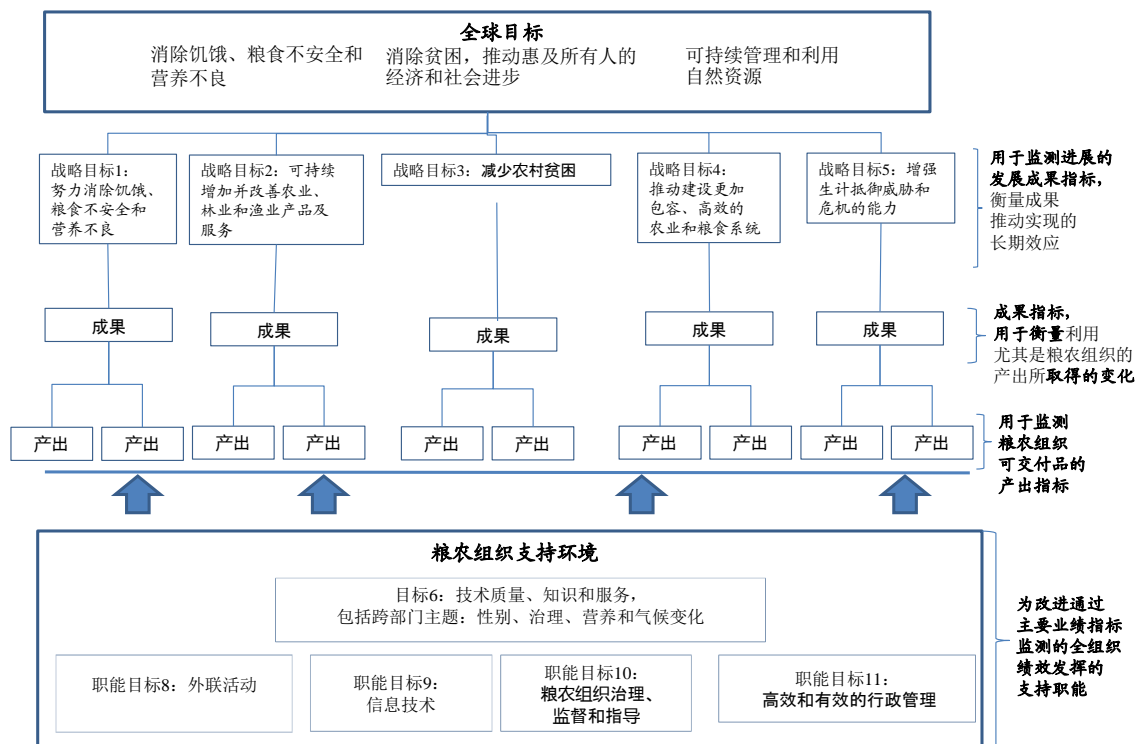 全球目标
消除饥饿、粮食不安全和
营养不良
消除贫困，推动惠及所有人的
经济和社会进步
可持续管理和利用
自然资源
战略目标1：
努力消除饥饿、
粮食不安全和
营养不良
战略目标2：可持续
增加并改善农业、
林业和渔业产品及
服务
战略目标3：减少农村贫困
战略目标4：
推动建设更加
包容、高效的
农业和粮食系统
战略目标5：增强
生计抵御威胁和
危机的能力
用于监测进展的
发展成果指标，
衡量成果
推动实现的
长期效应
成果
成果
成果
成果
成果
成果指标，
用于衡量利用
尤其是粮农组织的
产出所取得的变化
产出
产出
产出
产出
产出
产出
产出
产出
产出
产出
用于监测
粮农组织
可交付品的
产出指标
粮农组织支持环境
目标6：技术质量、知识和服务，
包括跨部门主题：性别、治理、营养和气候变化
职能目标8：外联活动
职能目标9：
信息技术
职能目标10：
粮农组织治理、
监督和指导
职能目标11：
高效和有效的行政管理
为改进通过
主要业绩指标
监测的全组织
绩效发挥的
支持职能